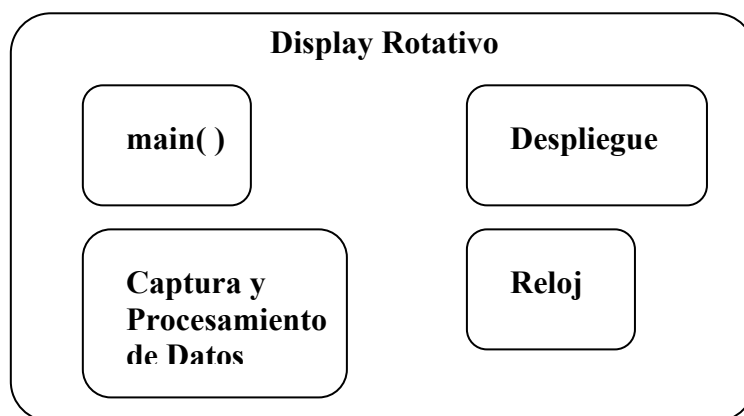 Display Rotativo
main( )
Despliegue
Captura y
Procesamiento
de Datos
Reloj